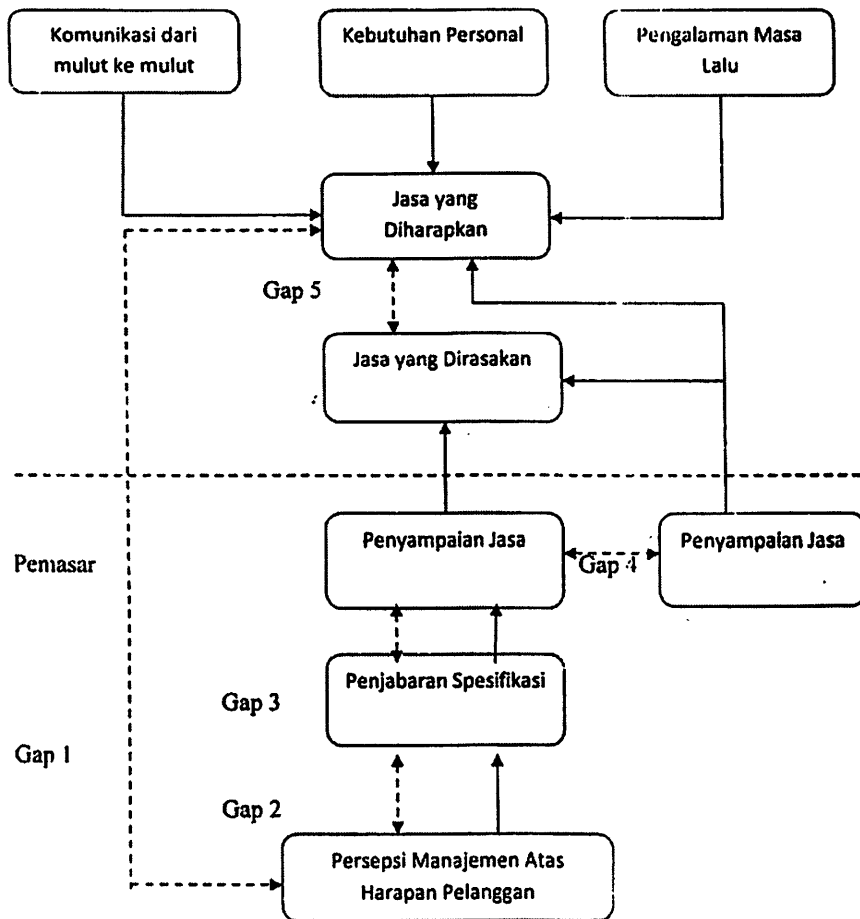 Komunikasi dari
mulut ke mulut
Kebutuhan Personal
Pengalaman Masa
Lalu
Jasa yang
Diharapkan
Gap 5
Jasa yang Dirasakan
Pemasar
Penyampaian Jasa
Gap 4
Penyampaian Jasa
Penjabaran Spesifikasi
Gap 3
Gap 1
Gap 2
Persepsi Manajemen Atas
Harapan Pelanggan